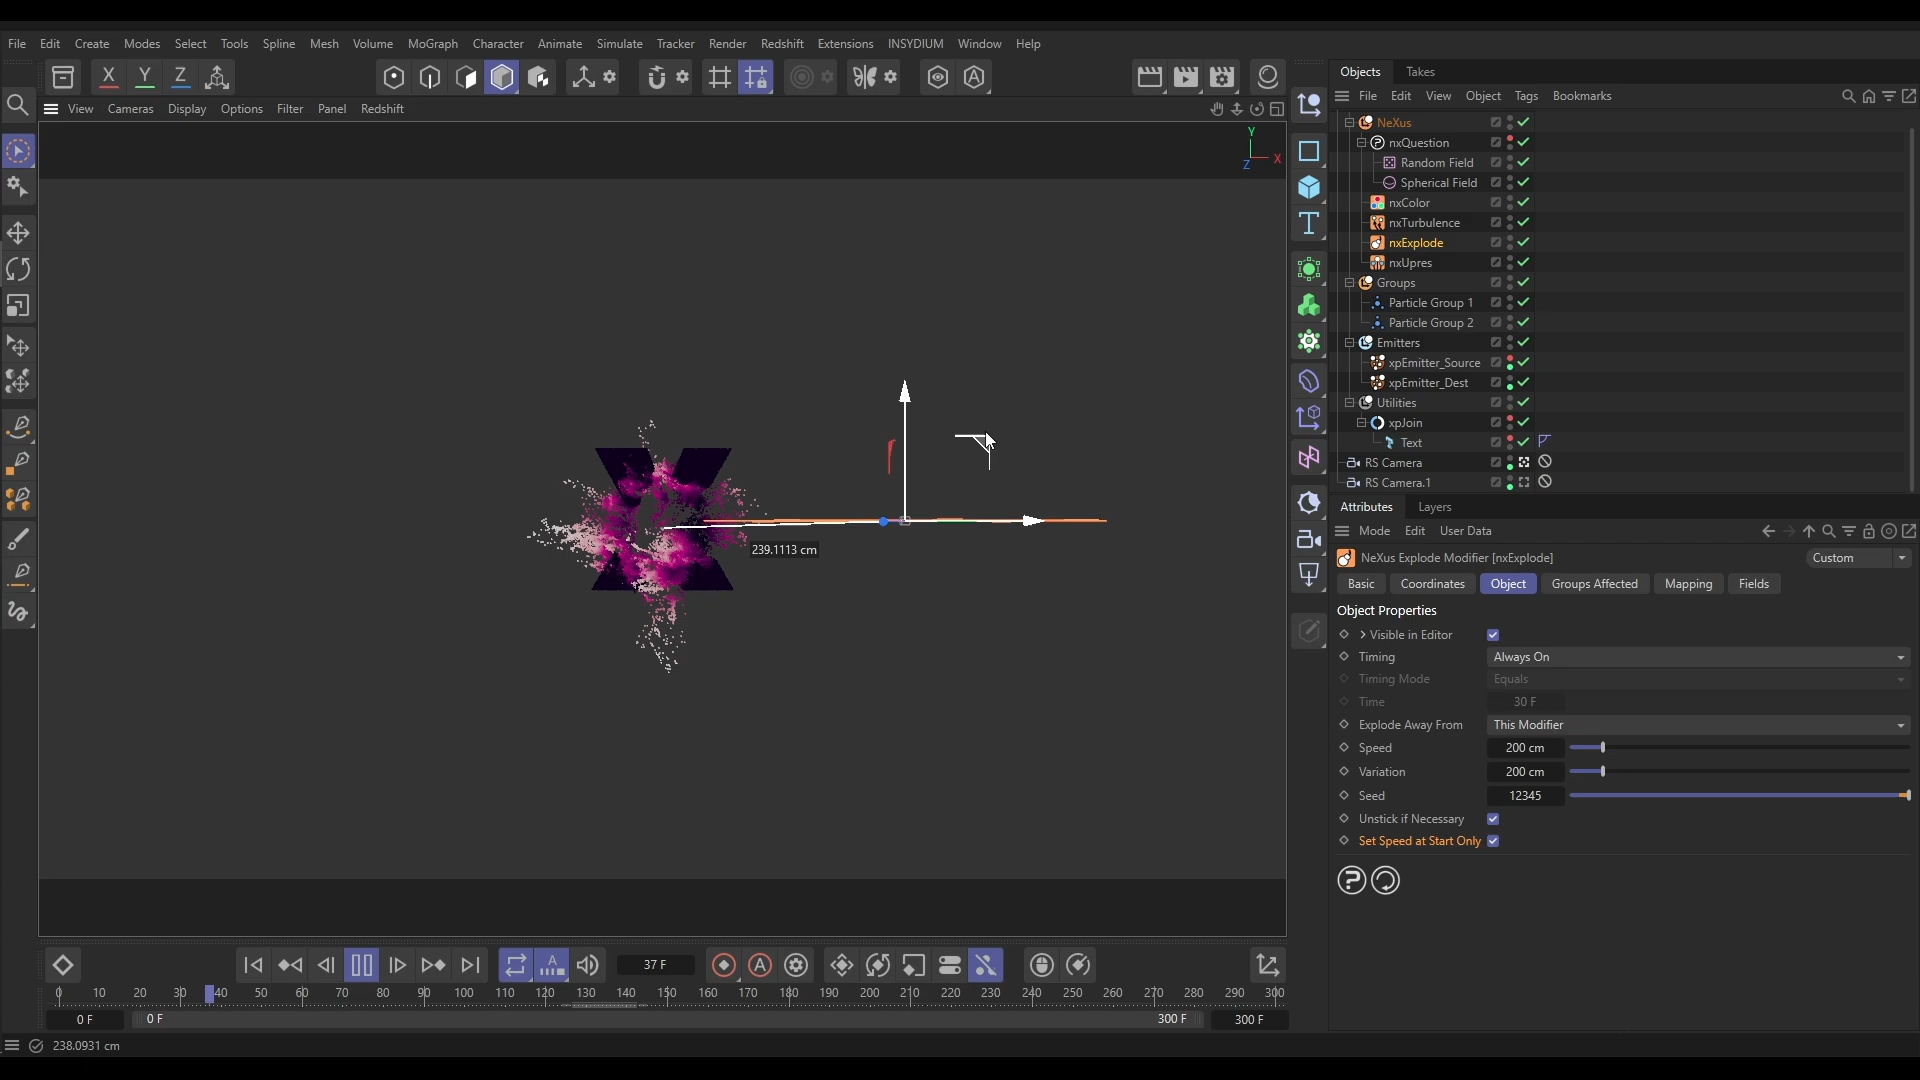 File Edit Create Modes Select Tools Spline Mesh Volume MoGraph Character Animate Simulate Tracker Render Redshift Extensions INSYDIUM Window Help
X Y Z
View Cameras Display Options Filter Panel Redshift
Y
X
Z
239.1113 cm
Objects Takes
File Edit View Object Tags Bookmarks
NeXus
nxQuestion
Random Field
Spherical Field
nxColor
nxTurbulence
nxExplode
nxUpres
Groups
Particle Group 1
Particle Group 2
Emitters
xpEmitter_Source
xpEmitter_Dest
Utilities
xpJoin
Text
RS Camera
RS Camera.1
Attributes Layers
Mode Edit User Data
NeXus Explode Modifier [nxExplode] Custom
Basic Coordinates Object Groups Affected Mapping Fields
Object Properties
Visible in Editor
Timing Always On
Timing Mode Equals
Time 30 F
Explode Away From This Modifier
Speed 200 cm
Variation 200 cm
Seed 12345
Unstick if Necessary
Set Speed at Start Only
37 F
0 10 20 30 40 50 60 70 80 90 100 110 120 130 140 150 160 170 180 190 200 210 220 230 240 250 260 270 280 290 300
0 F 0 F 300 F 300 F
238.0931 cm